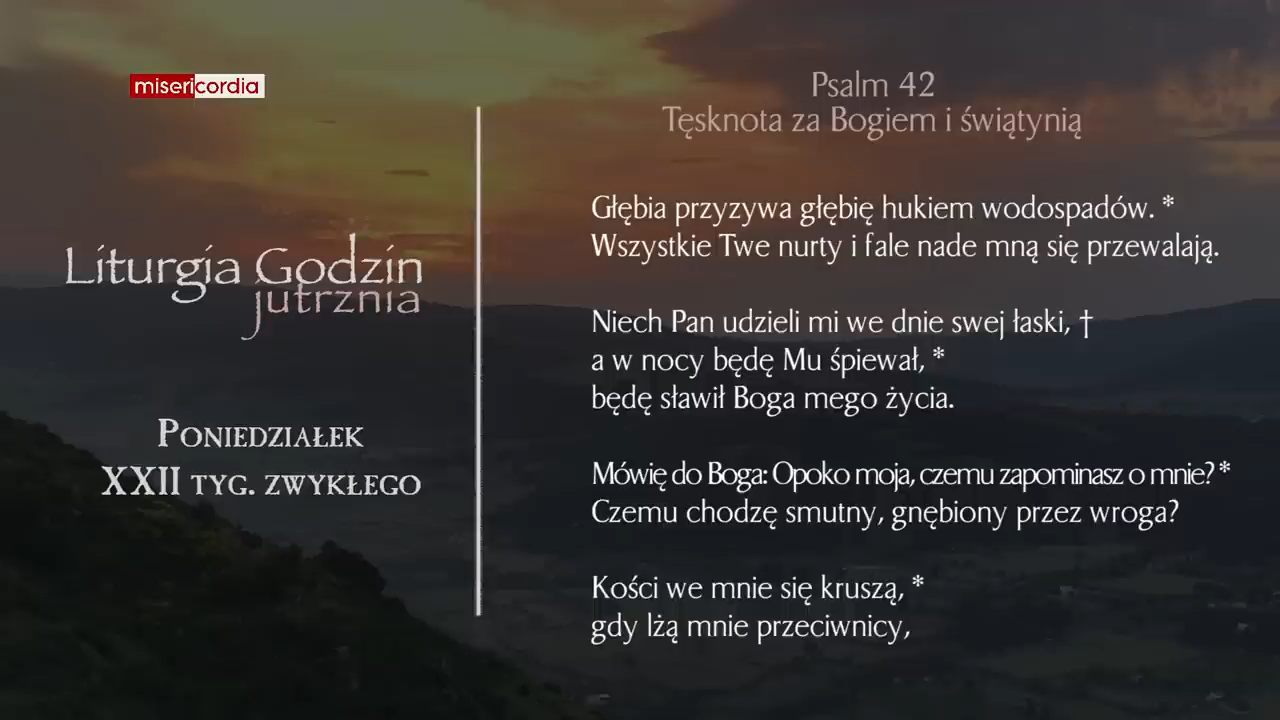 misericordia
Liturgia Godzin
jutrznia
Poniedziałek
XXII tyg. zwykłego
Psalm 42
Tęsknota za Bogiem i świątynią
Głębia przyzywa głębię hukiem wodospadów. *
Wszystkie Twe nurty i fale nade mną się przewalają.
Niech Pan udzieli mi we dnie swej łaski, †
a w nocy będę Mu śpiewał, *
będę sławił Boga mego życia.
Mówię do Boga: Opoko moja, czemu zapominasz o mnie? *
Czemu chodzę smutny, gnębiony przez wroga?
Kości we mnie się kruszą, *
gdy lżą mnie przeciwnicy,